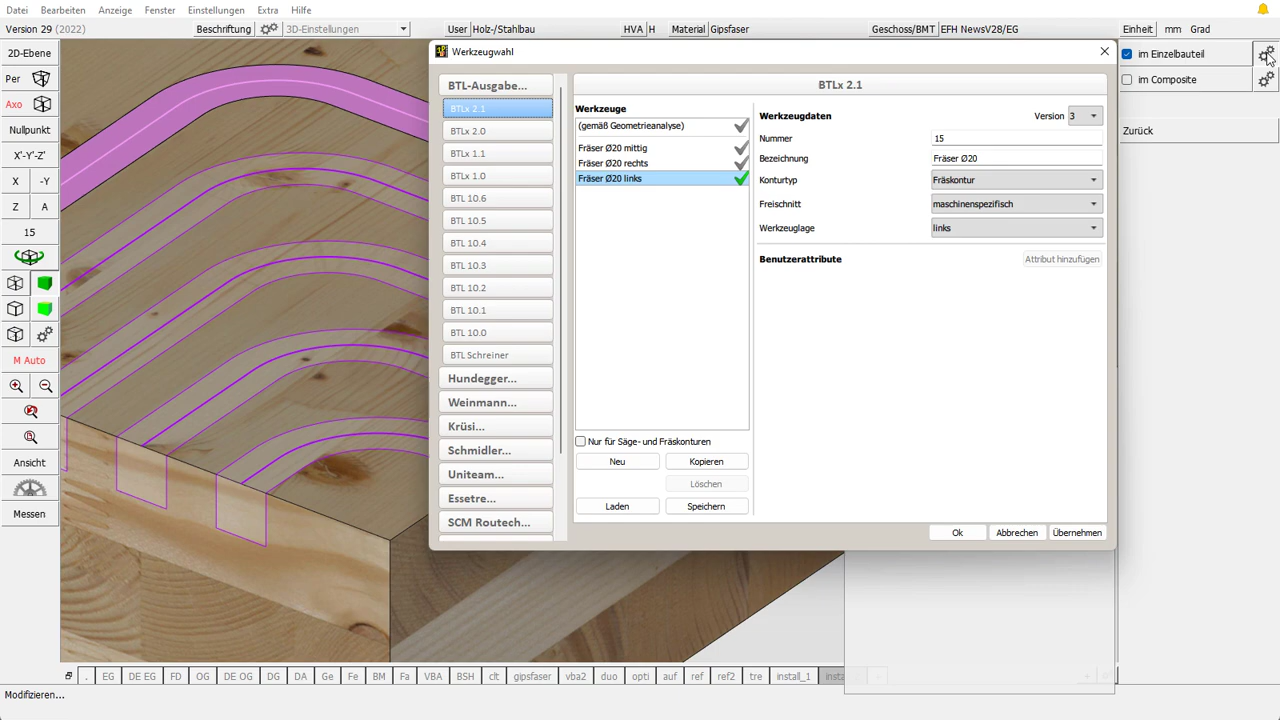 Datei Bearbeiten Anzeige Fenster Einstellungen Extra Hilfe
Version 29 (2022) Beschriftung 3D-Einstellungen User Holz-/Stahlbau HVA H Material Gipsfaser Geschoss/BMT EFH NewsV28/EG Einheit mm Grad
2D-Ebene
Per
Axo
Nullpunkt
X'-Y'-Z'
X -Y
Z A
15
M Auto
Ansicht
Messen
Werkzeugwahl
BTL-Ausgabe...
BTLx 2.1
BTLx 2.0
BTLx 1.1
BTLx 1.0
BTL 10.6
BTL 10.5
BTL 10.4
BTL 10.3
BTL 10.2
BTL 10.1
BTL 10.0
BTL Schreiner
Hundegger...
Weinmann...
Krüsi...
Schmidler...
Uniteam...
Essetre...
SCM Routech...
BTLx 2.1
Werkzeuge
(gemäß Geometrieanalyse)
Fräser Ø20 mittig
Fräser Ø20 rechts
Fräser Ø20 links
Nur für Säge- und Fräskonturen
Neu Kopieren
Löschen
Laden Speichern
Werkzeugdaten Version 3
Nummer 15
Bezeichnung Fräser Ø20
Konturtyp Fräskontur
Freischnitt maschinenspezifisch
Werkzeuglage links
Benutzerattribute Attribut hinzufügen
Ok Abbrechen Übernehmen
im Einzelbauteil
im Composite
Zurück
. EG DE EG FD OG DE OG DG DA Ge Fe BM Fa VBA BSH clt gipsfaser vba2 duo opti auf ref ref2 tre install_1 insta
Modifizieren...